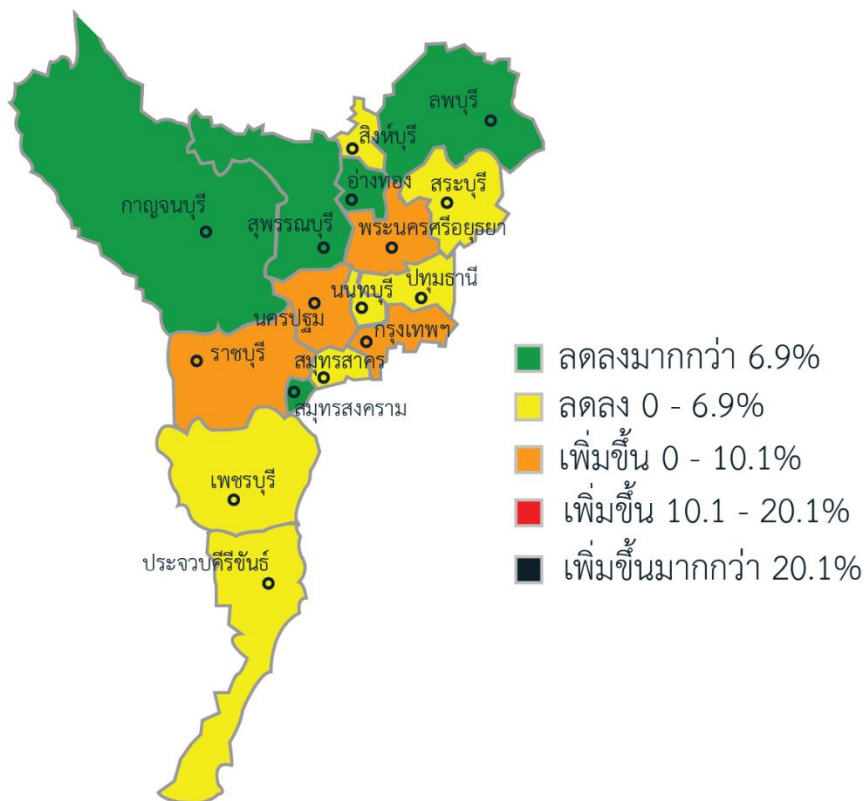 ลพบุรี
สิงห์บุรี
อ่างทอง
สระบุรี
กาญจนบุรี
สุพรรณบุรี
พระนครศรีอยุธยา
ปทุมธานี
นนทบุรี
นครปฐม
กรุงเทพฯ
ราชบุรี
สมุทรสาคร
สมุทรสงคราม
เพชรบุรี
ประจวบคีรีขันธ์
ลดลงมากกว่า 6.9%
ลดลง 0 - 6.9%
เพิ่มขึ้น 0 - 10.1%
เพิ่มขึ้น 10.1 - 20.1%
เพิ่มขึ้นมากกว่า 20.1%